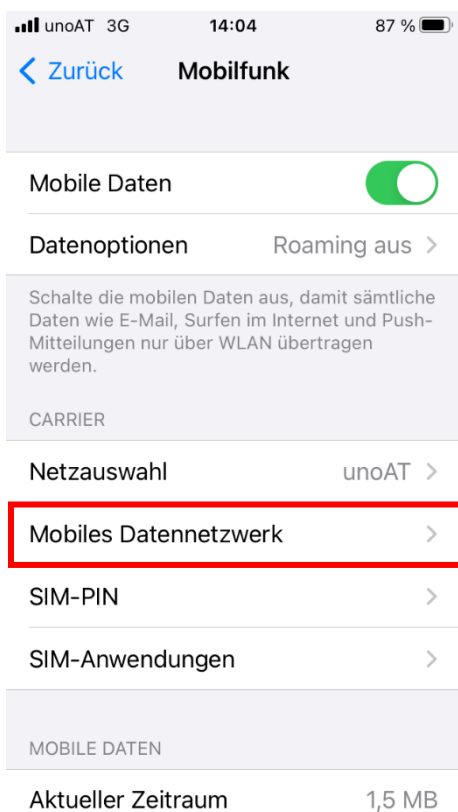 unoAT 3G 14:04 87 %
Zurück Mobilfunk
Mobile Daten
Datenoptionen Roaming aus
Schalte die mobilen Daten aus, damit sämtliche
Daten wie E-Mail, Surfen im Internet und Push-
Mitteilungen nur über WLAN übertragen
werden.
CARRIER
Netzauswahl unoAT
Mobiles Datennetzwerk
SIM-PIN
SIM-Anwendungen
MOBILE DATEN
Aktueller Zeitraum 1,5 MB